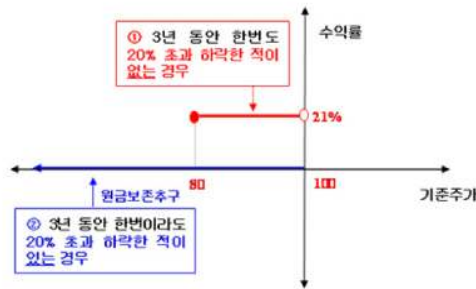 ① 3년 동안 한번도
20% 초과 하락한 적이
없는 경우
수익률
21%
80
100
기준주가
원금보존추구
② 3년 동안 한번이라도
20% 초과 하락한 적이
있는 경우